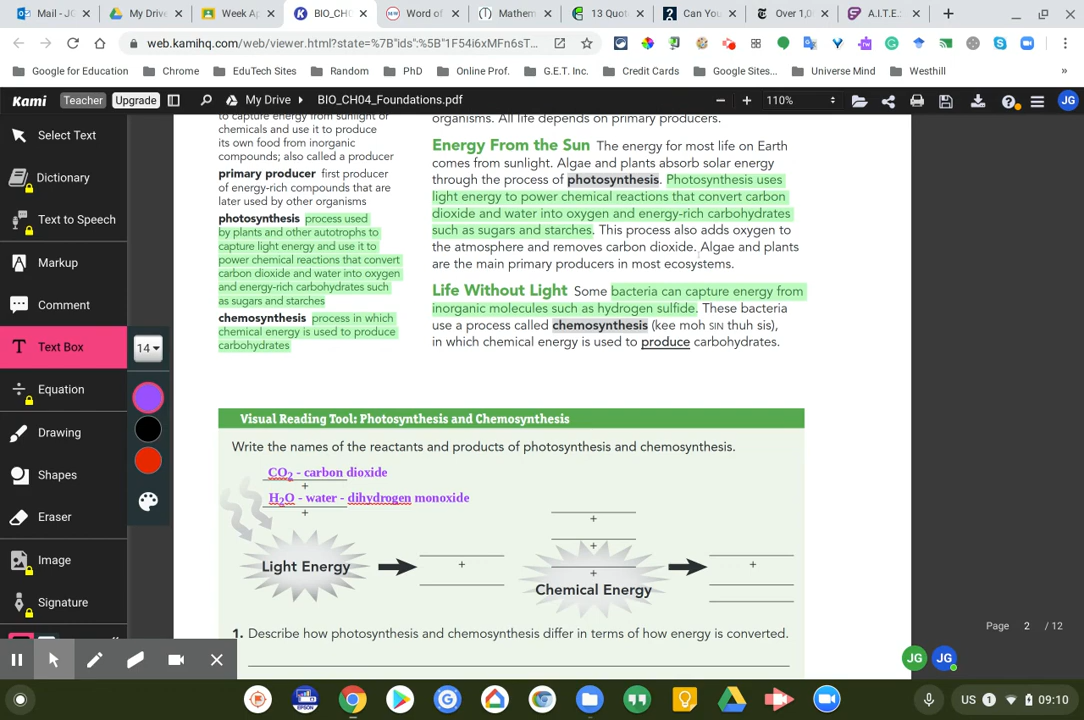 Mail - JG
My Drive
Week Ap
BIO_CH0
Word of
Mathem
13 Quot
Can You
Over 1,0
A.I.T.E.
web.kamihq.com/web/viewer.html?state=%7B"ids":%5B"1F54i6xMFn6sT...
Google for Education
Chrome
EduTech Sites
Random
PhD
Online Prof.
G.E.T. Inc.
Credit Cards
Google Sites...
Universe Mind
Westhill
»
Kami
Teacher
Upgrade
My Drive
BIO_CH04_Foundations.pdf
110%
JG
Select Text
Dictionary
Text to Speech
Markup
Comment
Text Box
14
Equation
Drawing
Shapes
Eraser
Image
Signature
to capture energy from sunlight or
chemicals and use it to produce
its own food from inorganic
compounds; also called a producer
primary producer first producer
of energy-rich compounds that are
later used by other organisms
photosynthesis process used
by plants and other autotrophs to
capture light energy and use it to
power chemical reactions that convert
carbon dioxide and water into oxygen
and energy-rich carbohydrates such
as sugars and starches
chemosynthesis process in which
chemical energy is used to produce
carbohydrates
organisms. All life depends on primary producers.
Energy From the Sun The energy for most life on Earth
comes from sunlight. Algae and plants absorb solar energy
through the process of photosynthesis. Photosynthesis uses
light energy to power chemical reactions that convert carbon
dioxide and water into oxygen and energy-rich carbohydrates
such as sugars and starches. This process also adds oxygen to
the atmosphere and removes carbon dioxide. Algae and plants
are the main primary producers in most ecosystems.
Life Without Light Some bacteria can capture energy from
inorganic molecules such as hydrogen sulfide. These bacteria
use a process called chemosynthesis (kee moh SIN thuh sis),
in which chemical energy is used to produce carbohydrates.
Visual Reading Tool: Photosynthesis and Chemosynthesis
Write the names of the reactants and products of photosynthesis and chemosynthesis.
CO2 - carbon dioxide
+
H2O - water - dihydrogen monoxide
+
+
+
Light Energy
+
+
Chemical Energy
+
1. Describe how photosynthesis and chemosynthesis differ in terms of how energy is converted.
Page 2 / 12
JG
JG
US 1 09:10